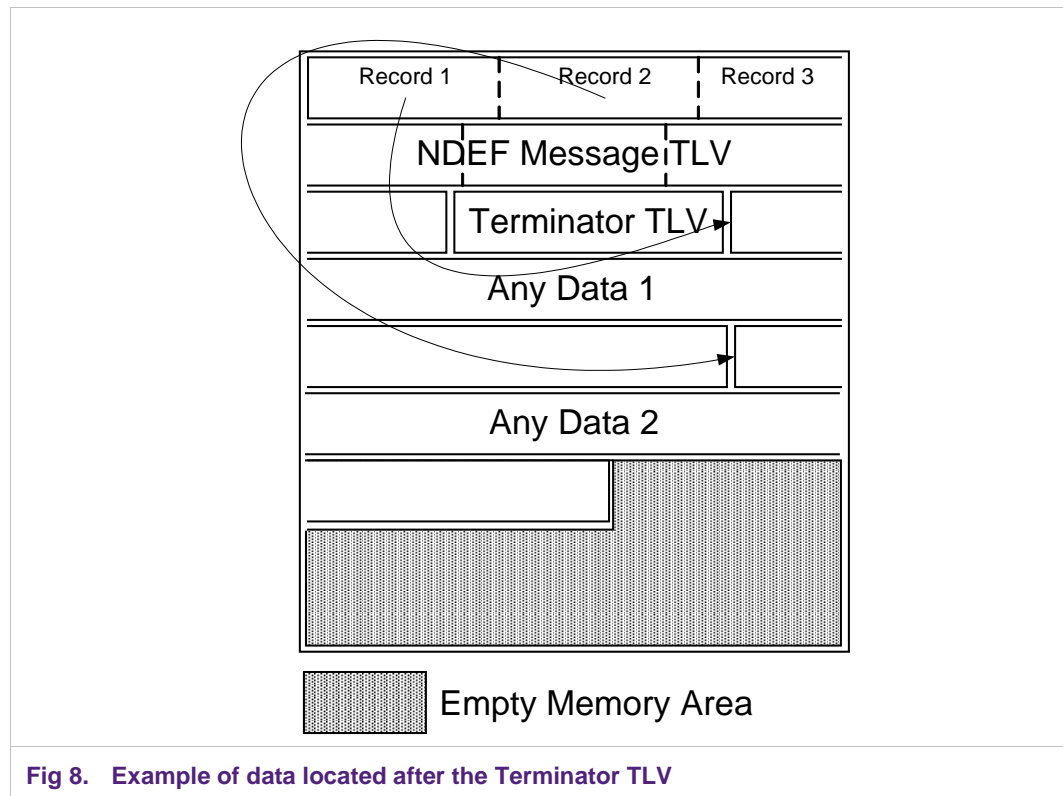 Record 1 Record 2 Record 3
NDEF Message TLV
Terminator TLV
Any Data 1
Any Data 2
Empty Memory Area
Fig 8. Example of data located after the Terminator TLV